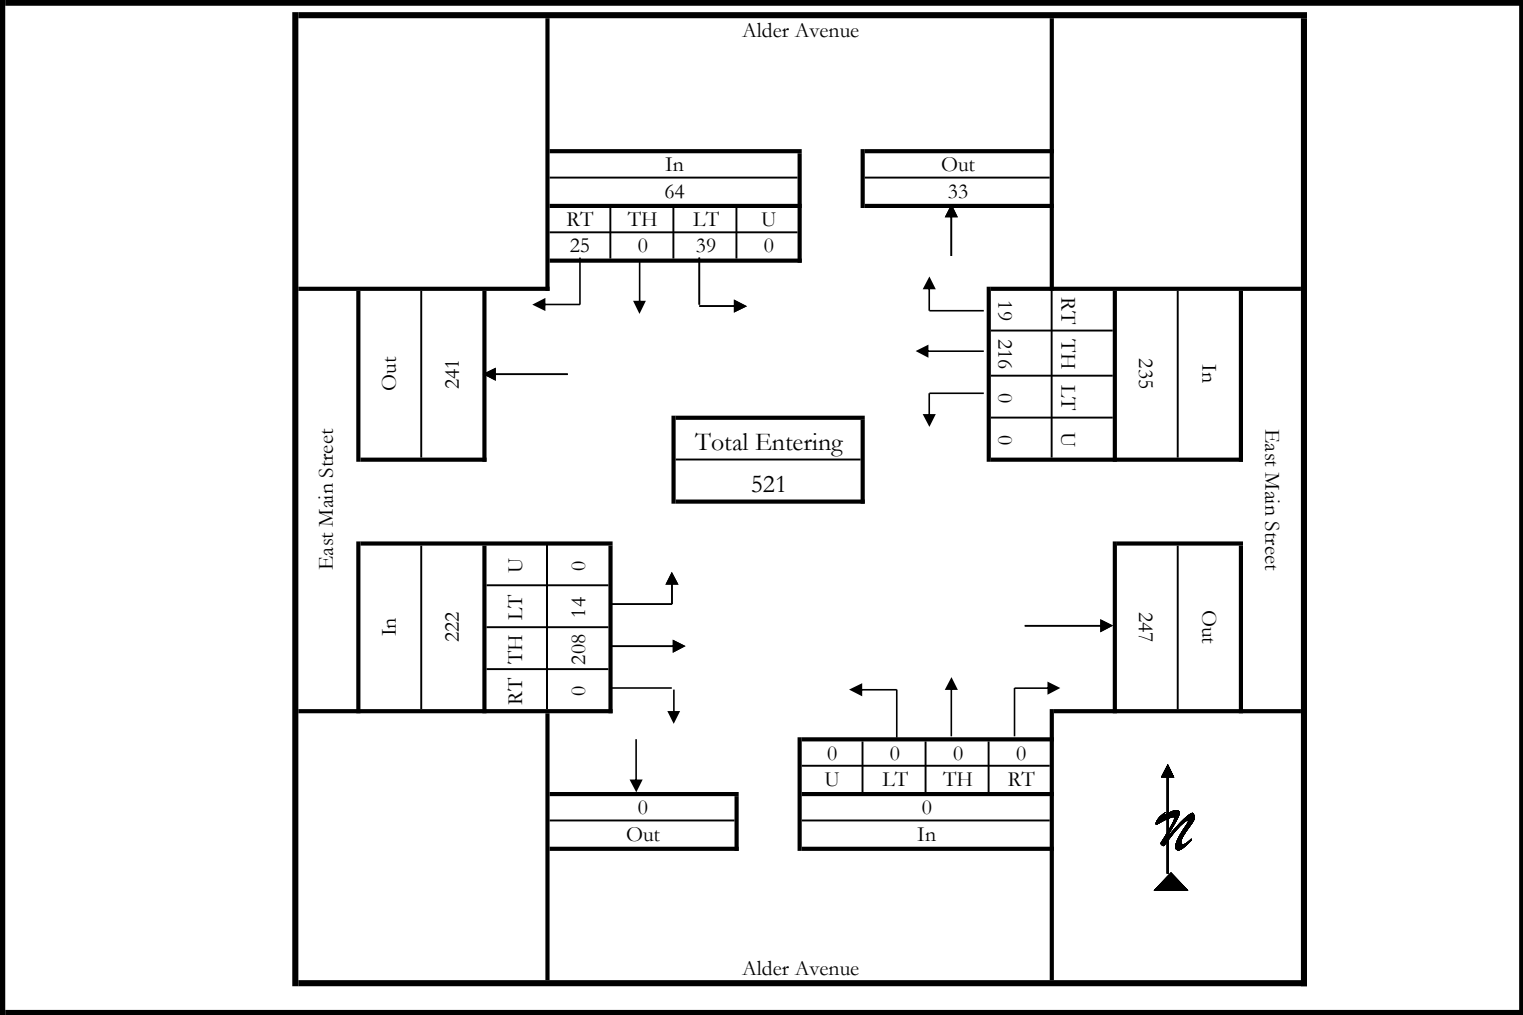 Alder Avenue
In
64
RT TH LT U
25 0 39 0
Out
33
Out
241
19 RT
216 TH
0 LT
0 U
235
In
East Main Street
East Main Street
Total Entering
521
In
222
U 0
LT 14
TH 208
RT 0
247
Out
0
Out
0 0 0 0
U LT TH RT
0
In
N
Alder Avenue